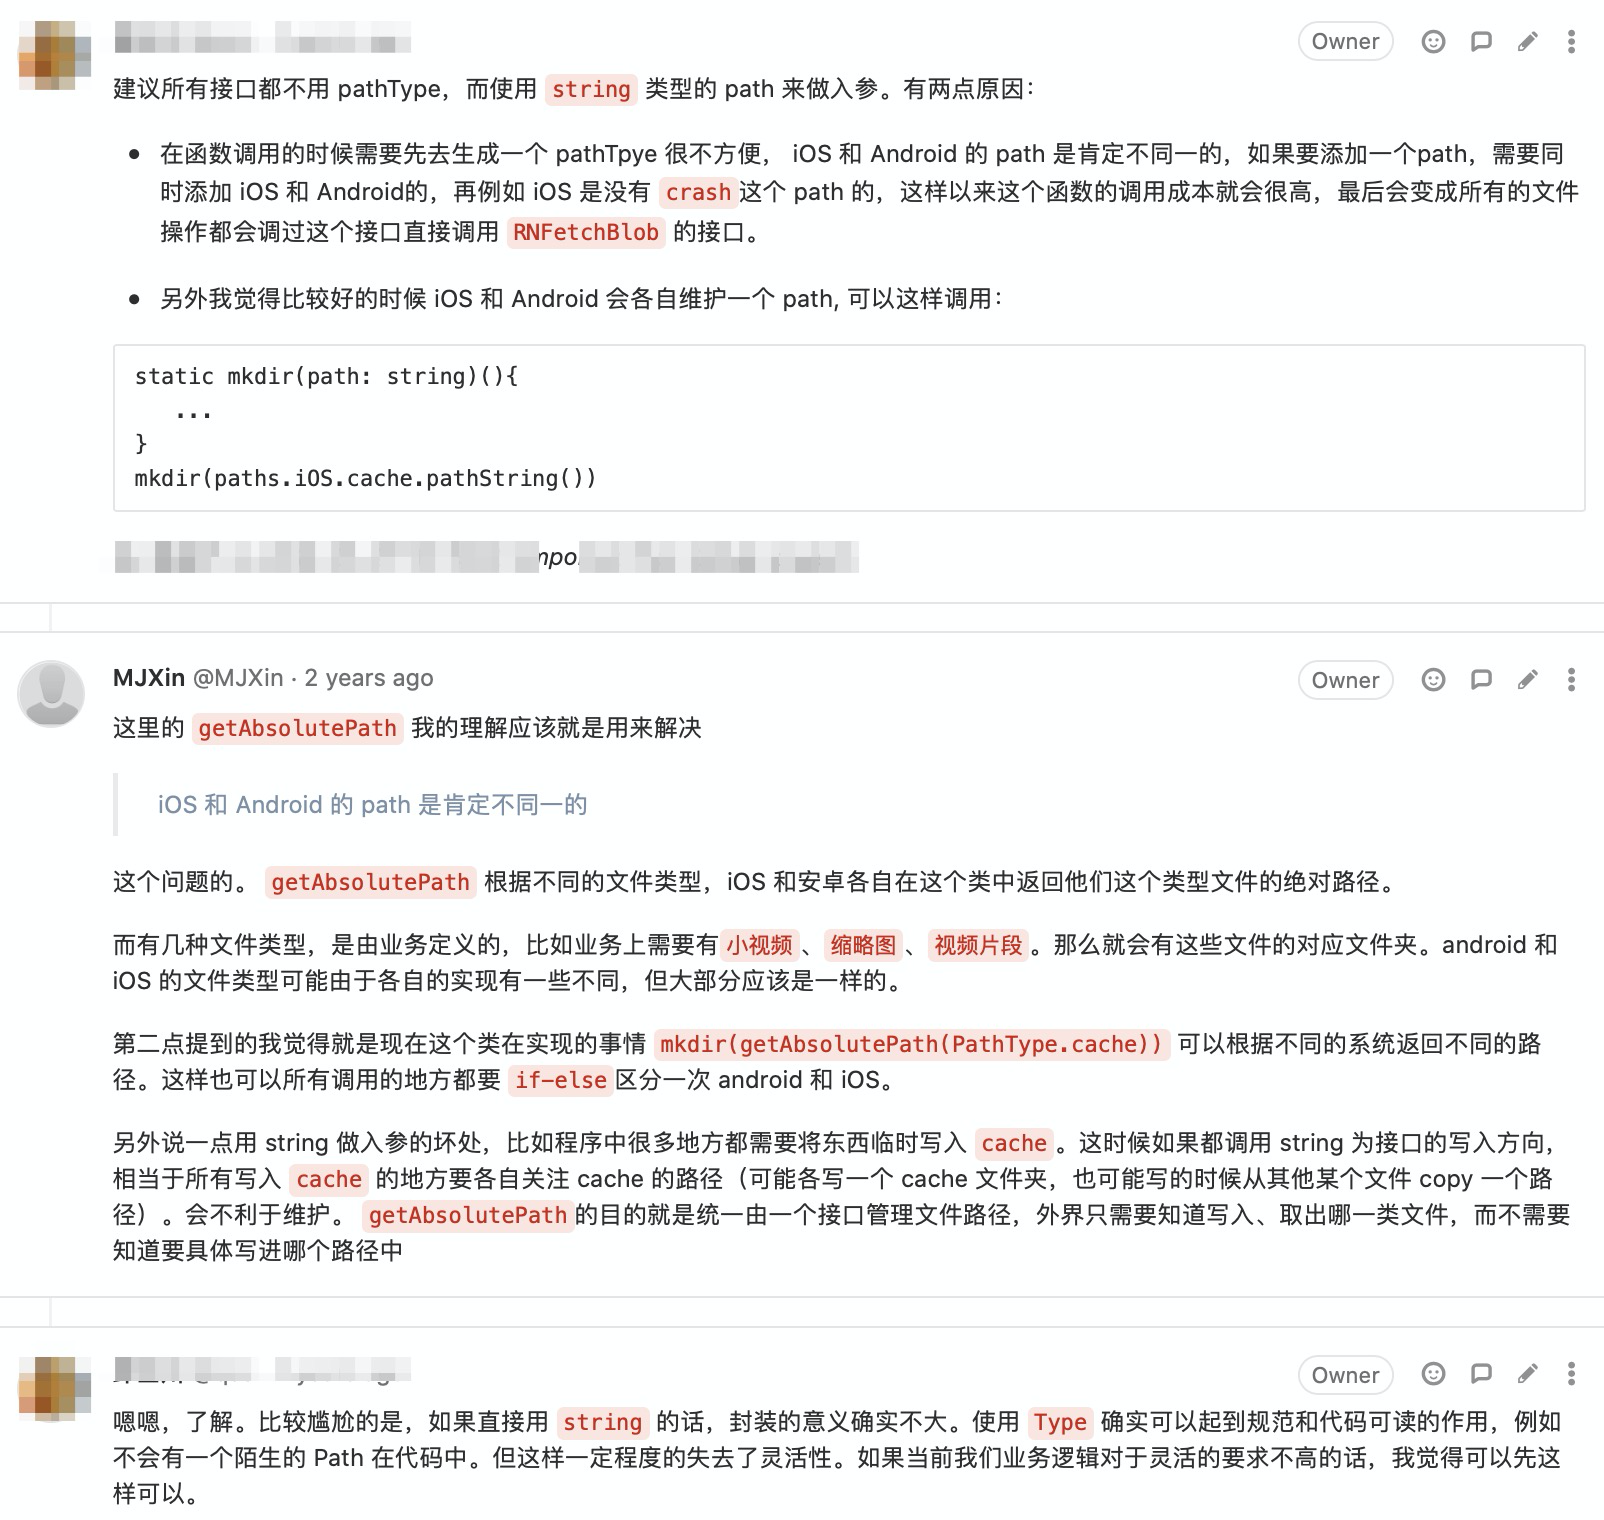 Owner
建议所有接口都不用 pathType，而使用 string 类型的 path 来做入参。有两点原因：
• 在函数调用的时候需要先去生成一个 pathTpye 很不方便， iOS 和 Android 的 path 是肯定不同一的，如果要添加一个path，需要同
时添加 iOS 和 Android的，再例如 iOS 是没有 crash 这个 path 的，这样以来这个函数的调用成本就会很高，最后会变成所有的文件
操作都会调过这个接口直接调用 RNFetchBlob 的接口。
• 另外我觉得比较好的时候 iOS 和 Android 会各自维护一个 path, 可以这样调用：
static mkdir(path: string)(){
...
}
mkdir(paths.iOS.cache.pathString())
MJXin @MJXin · 2 years ago
Owner
这里的 getAbsolutePath 我的理解应该就是用来解决
iOS 和 Android 的 path 是肯定不同一的
这个问题的。 getAbsolutePath 根据不同的文件类型，iOS 和安卓各自在这个类中返回他们这个类型文件的绝对路径。
而有几种文件类型，是由业务定义的，比如业务上需要有 小视频 、 缩略图 、 视频片段 。那么就会有这些文件的对应文件夹。android 和
iOS 的文件类型可能由于各自的实现有一些不同，但大部分应该是一样的。
第二点提到的我觉得就是现在这个类在实现的事情 mkdir(getAbsolutePath(PathType.cache)) 可以根据不同的系统返回不同的路
径。这样也可以所有调用的地方都要 if-else 区分一次 android 和 iOS。
另外说一点用 string 做入参的坏处，比如程序中很多地方都需要将东西临时写入 cache 。这时候如果都调用 string 为接口的写入方向，
相当于所有写入 cache 的地方要各自关注 cache 的路径（可能各写一个 cache 文件夹，也可能写的时候从其他某个文件 copy 一个路
径）。会不利于维护。 getAbsolutePath 的目的就是统一由一个接口管理文件路径，外界只需要知道写入、取出哪一类文件，而不需要
知道要具体写进哪个路径中
Owner
嗯嗯，了解。比较尴尬的是，如果直接用 string 的话，封装的意义确实不大。使用 Type 确实可以起到规范和代码可读的作用，例如
不会有一个陌生的 Path 在代码中。但这样一定程度的失去了灵活性。如果当前我们业务逻辑对于灵活的要求不高的话，我觉得可以先这
样可以。